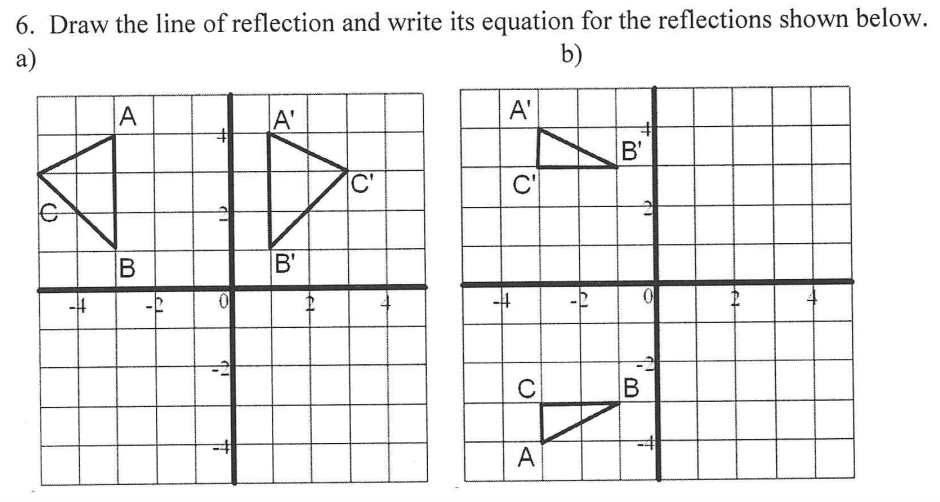 6. Draw the line of reflection and write its equation for the reflections shown below.
a)
b)
A
A'
4
C'
C
2
B
B'
-4
-2
0
2
4
-2
-4
A'
4
B'
C'
2
-4
-2
0
2
4
-2
C
B
-4
A